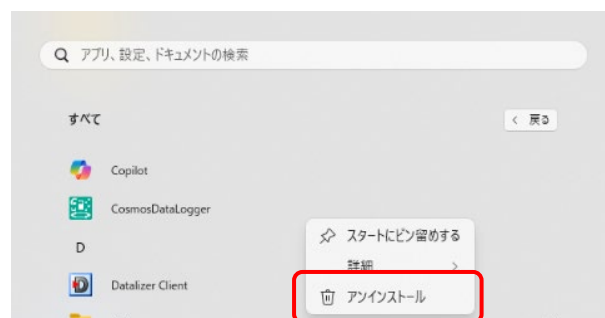 アプリ、設定、ドキュメントの検索
すべて
< 戻る
Copilot
CosmosDataLogger
スタートにピン留めする
D
詳細 >
Datalizer Client
アンインストール